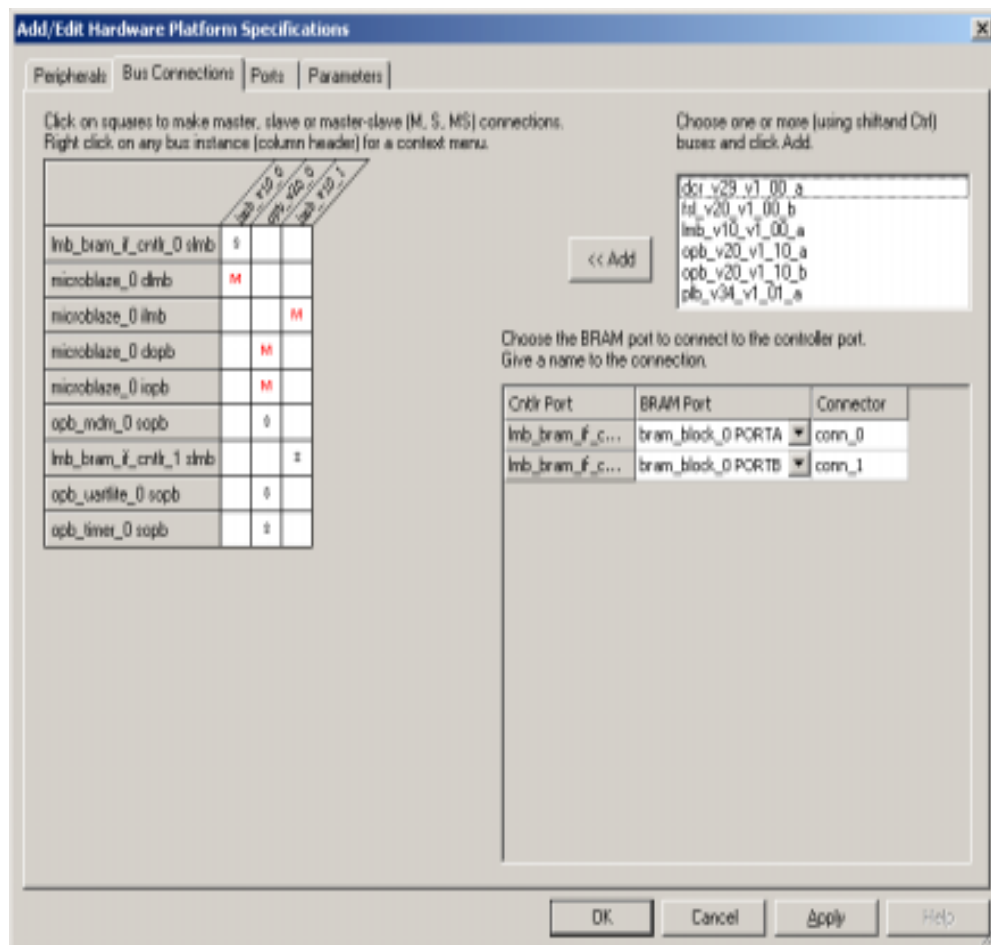 Add/Edit Hardware Platform Specifications
Peripherals Bus Connections Ports Parameters
Click on squares to make master, slave or master-slave (M, S, MS) connections.
Right click on any bus instance (column header) for a context menu.
Choose one or more (using shiftand Ctrl)
buses and click Add.
lmb_v10_0 opb_v20_0 lmb_v10_1
lmb_bram_if_cntlr_0 slmb
microblaze_0 dlmb M
microblaze_0 ilmb M
microblaze_0 dopb M
microblaze_0 iopb M
opb_mdm_0 sopb
lmb_bram_if_cntlr_1 slmb
opb_uartlite_0 sopb
opb_timer_0 sopb
<< Add
dcr_v29_v1_00_a
fsl_v20_v1_00_b
lmb_v10_v1_00_a
opb_v20_v1_10_a
opb_v20_v1_10_b
plb_v34_v1_01_a
Choose the BRAM port to connect to the controller port.
Give a name to the connection.
Cntlr Port BRAM Port Connector
lmb_bram_if_c... bram_block_0 PORTA conn_0
lmb_bram_if_c... bram_block_0 PORTB conn_1
OK Cancel Apply Help